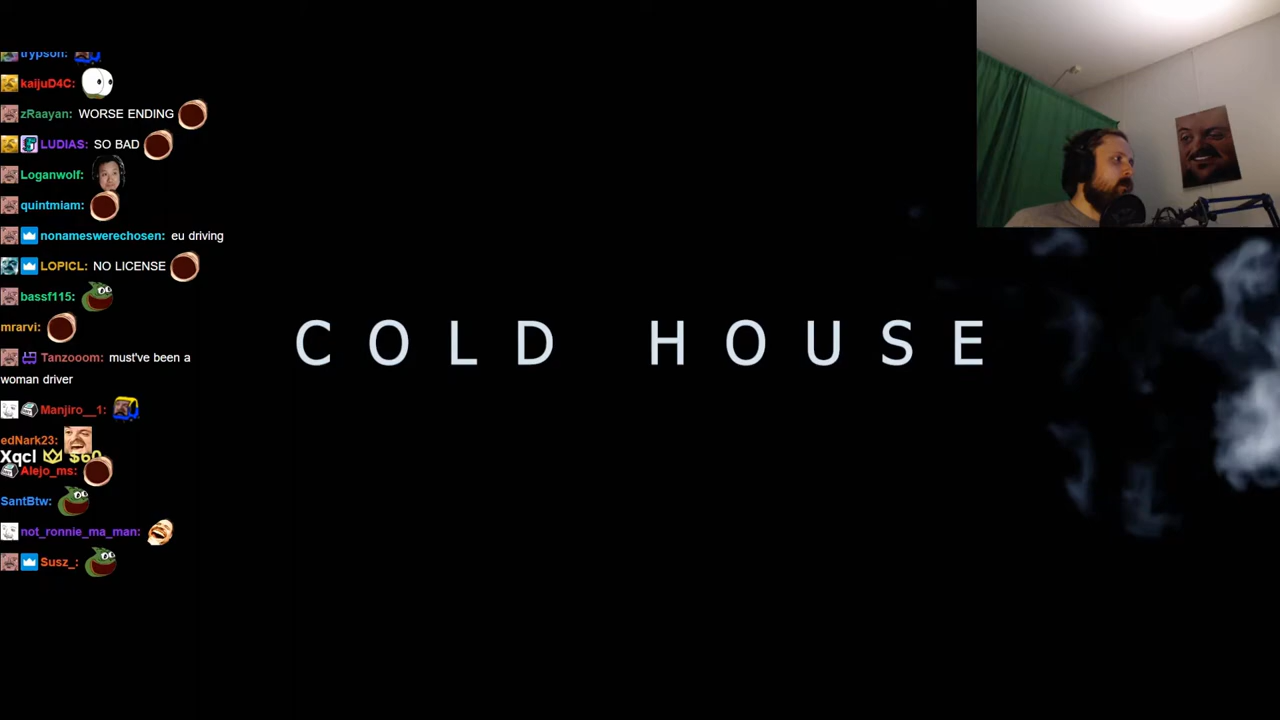 trypson:
kaijuD4C:
zRaayan: WORSE ENDING
LUDIAS: SO BAD
Loganwolf:
quintmiam:
nonameswerechosen: eu driving
LOPICL: NO LICENSE
bassf115:
mrarvi:
Tanzooom: must've been a
woman driver
Manjiro__1:
edNark23:
Xqcl $60
Alejo_ms:
SantBtw:
not_ronnie_ma_man:
Susz_:
COLD HOUSE